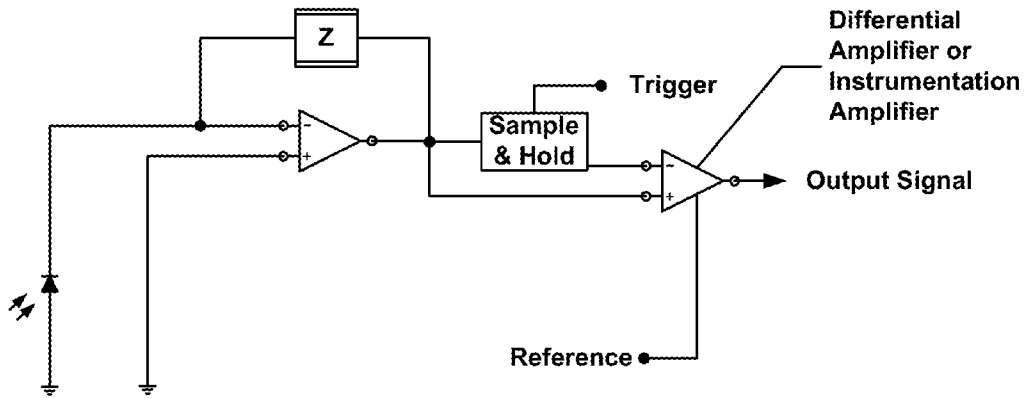 Z
Differential
Amplifier or
Instrumentation
Amplifier
Trigger
Sample
& Hold
-
+
-
+
Output Signal
Reference